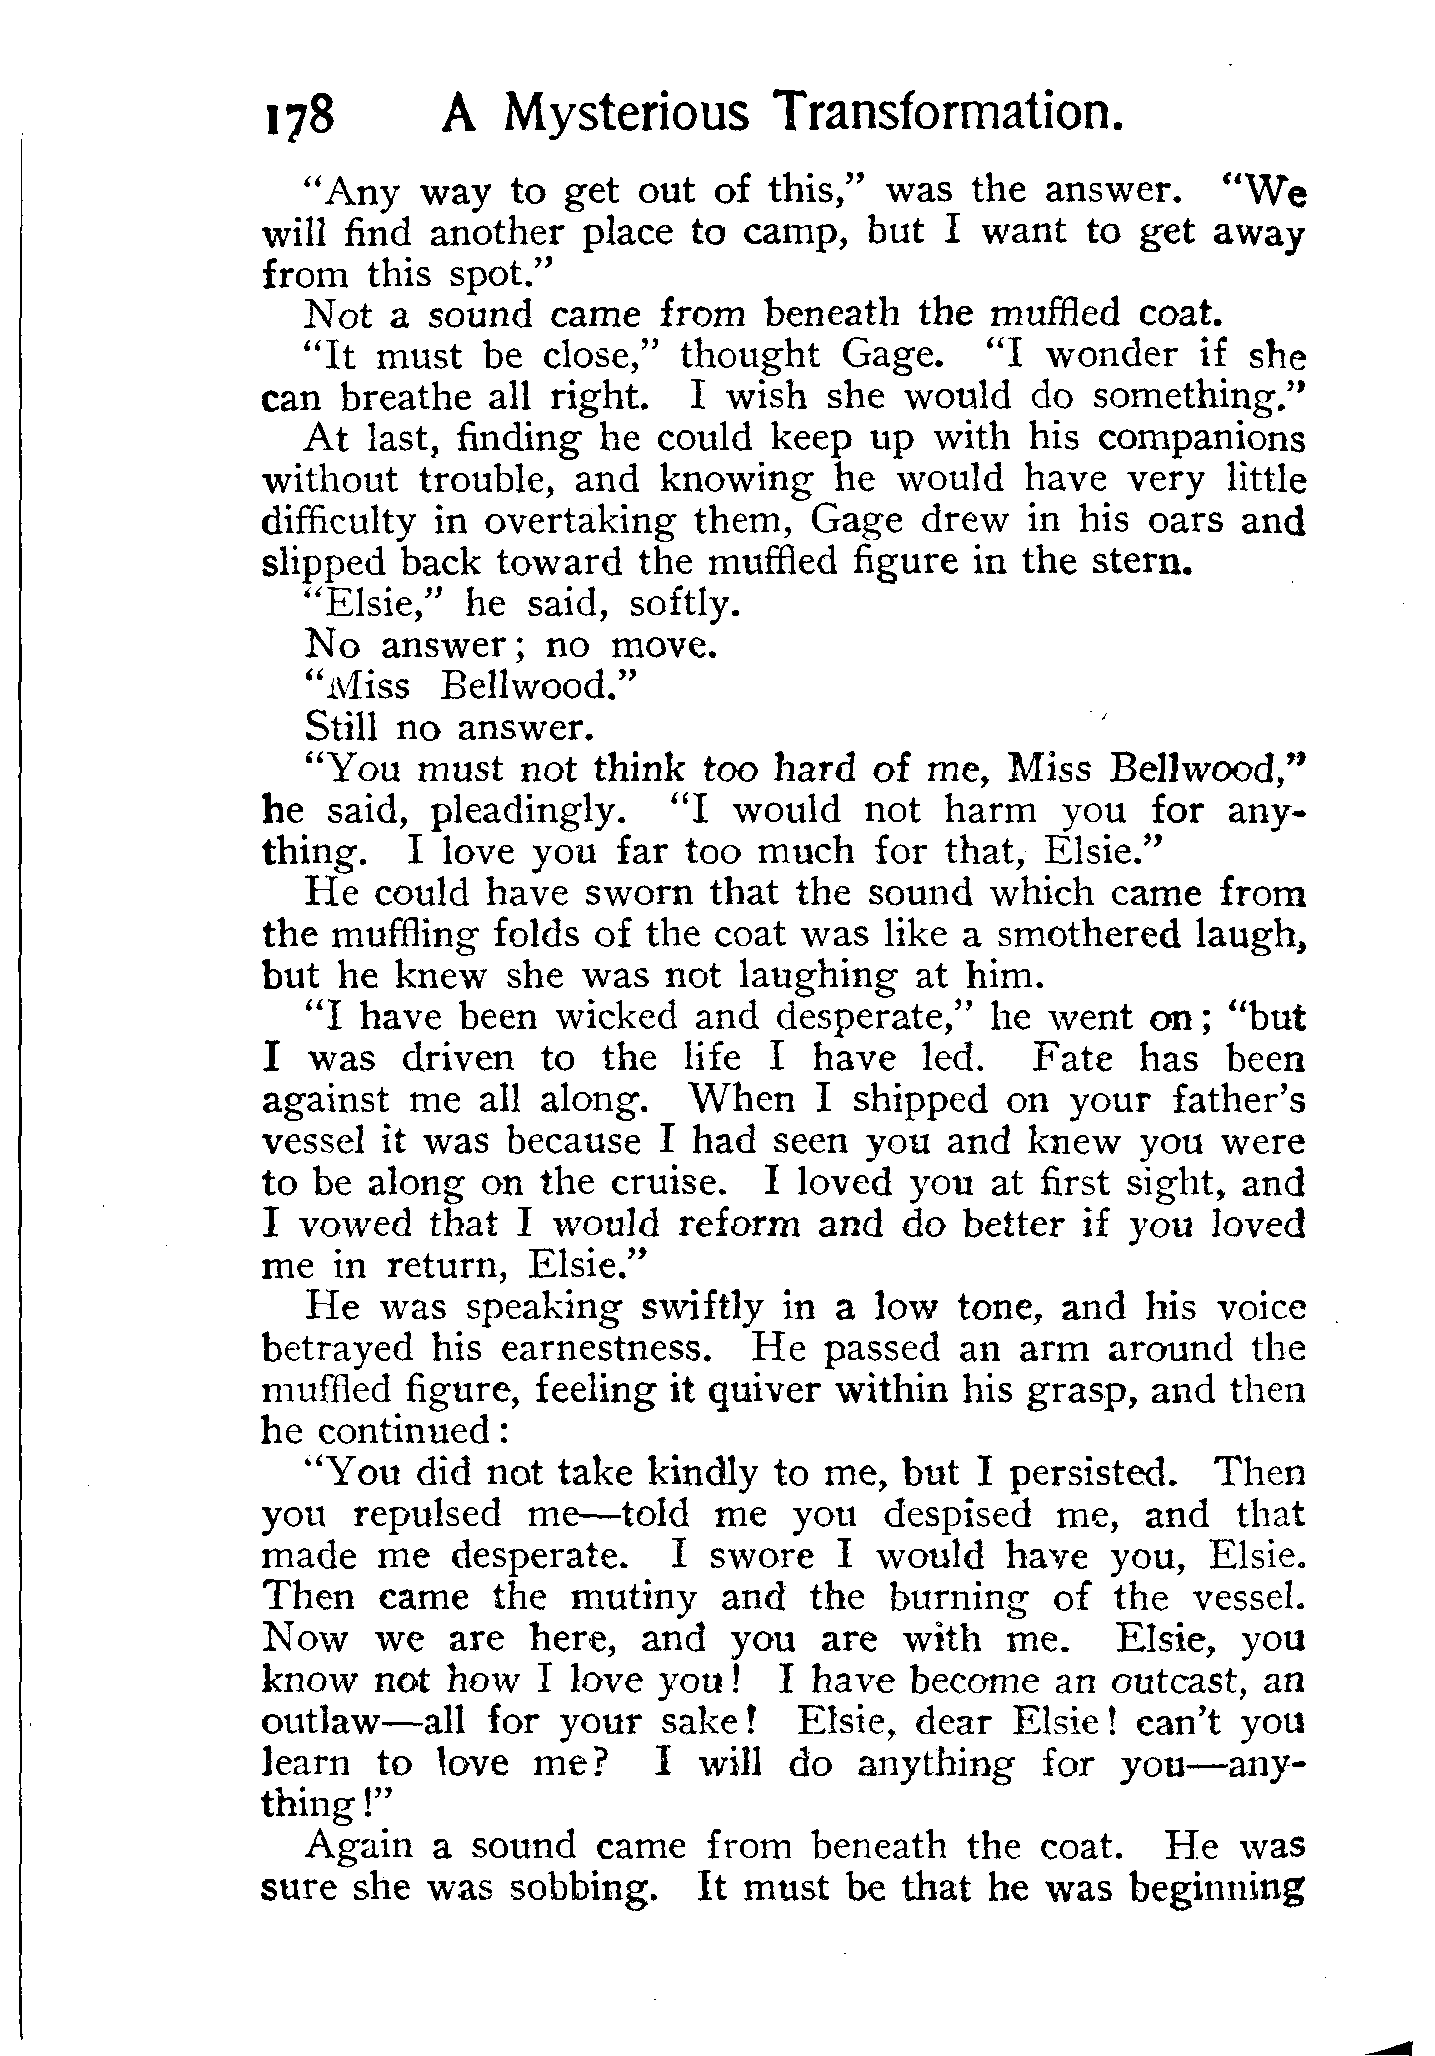 178 A Mysterious Transformation.
“Any way to get out of this,” was the answer. “We
will find another place to camp, but I want to get away
from this spot.”
Not a sound came from beneath the muffled coat.
“It must be close,” thought Gage. “I wonder if she
can breathe all right. I wish she would do something.”
At last, finding he could keep up with his companions
without trouble, and knowing he would have very little
difficulty in overtaking them, Gage drew in his oars and
slipped back toward the muffled figure in the stern.
“Elsie,” he said, softly.
No answer; no move.
“Miss Bellwood.”
Still no answer.
“You must not think too hard of me, Miss Bellwood,”
he said, pleadingly. “I would not harm you for any-
thing. I love you far too much for that, Elsie.”
He could have sworn that the sound which came from
the muffling folds of the coat was like a smothered laugh,
but he knew she was not laughing at him.
“I have been wicked and desperate,” he went on; “but
I was driven to the life I have led. Fate has been
against me all along. When I shipped on your father’s
vessel it was because I had seen you and knew you were
to be along on the cruise. I loved you at first sight, and
I vowed that I would reform and do better if you loved
me in return, Elsie.”
He was speaking swiftly in a low tone, and his voice
betrayed his earnestness. He passed an arm around the
muffled figure, feeling it quiver within his grasp, and then
he continued:
“You did not take kindly to me, but I persisted. Then
you repulsed me—told me you despised me, and that
made me desperate. I swore I would have you, Elsie.
Then came the mutiny and the burning of the vessel.
Now we are here, and you are with me. Elsie, you
know not how I love you! I have become an outcast, an
outlaw—all for your sake! Elsie, dear Elsie! can’t you
learn to love me? I will do anything for you—any-
thing!”
Again a sound came from beneath the coat. He was
sure she was sobbing. It must be that he was beginning